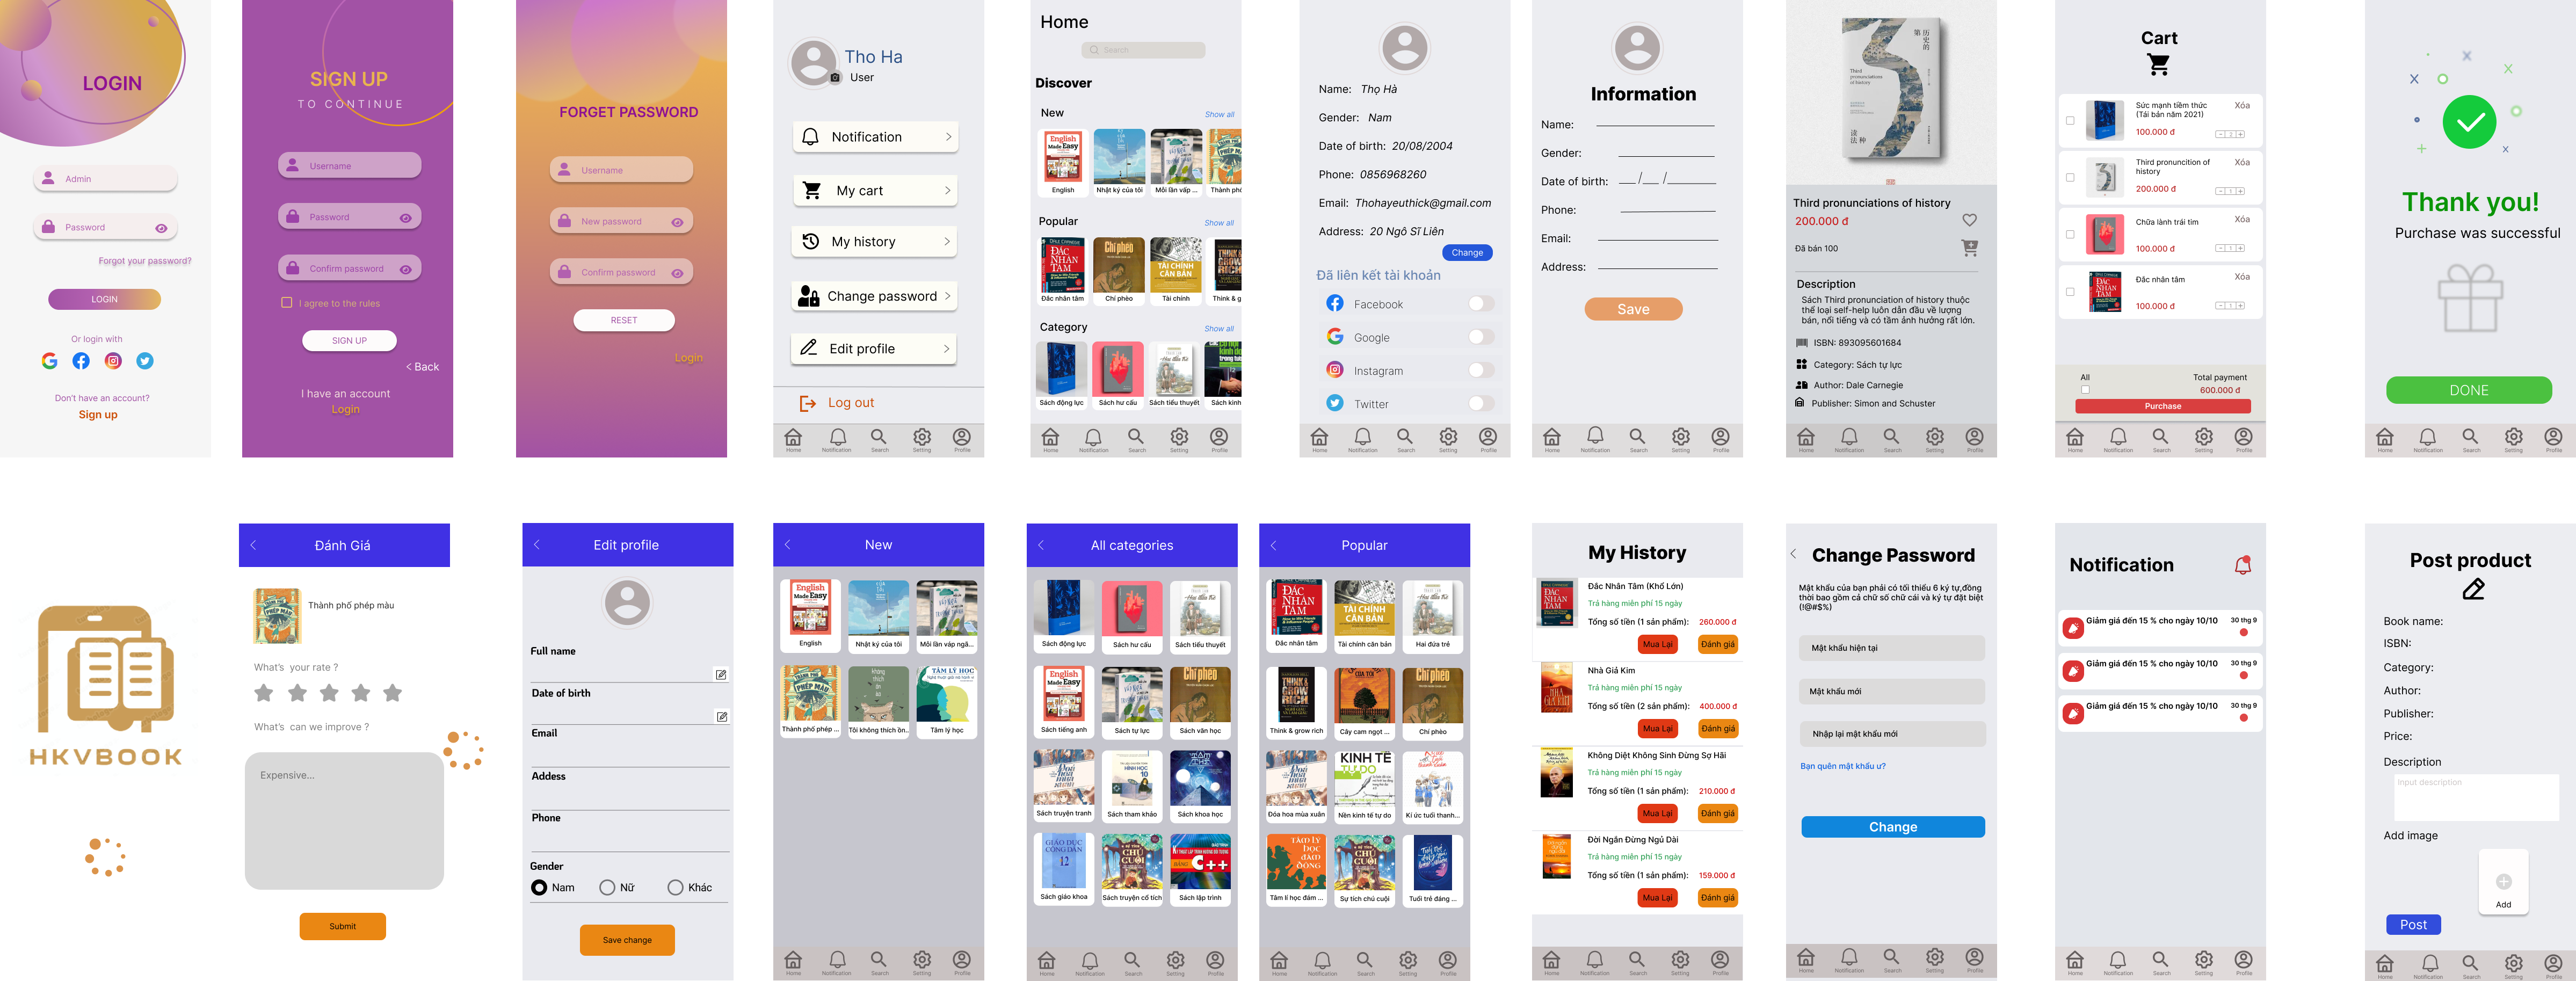 LOGIN
Admin
Password
Forgot your password?
LOGIN
Or login with
Don't have an account?
Sign up
SIGN UP
TO CONTINUE
Username
Password
Confirm password
I agree to the rules
SIGN UP
< Back
I have an account
Login
FORGET PASSWORD
Username
New password
Confirm password
RESET
Login
Tho Ha
User
Notification
My cart
My history
Change password
Edit profile
Log out
Home
Notification
Search
Setting
Profile
Home
Search
Discover
New
Show all
English
Made Easy
English
Nhật ký của tôi
Mỗi lần vấp ...
Thành phố
Popular
Show all
ĐẮC
NHÂN
TÂM
Chí phèo
TÀI CHÍNH
CĂN BẢN
Đắc nhân tâm
Chí phèo
Tài chính
Think & g
Category
Show all
Sách động lực
Sách hư cấu
Sách tiểu thuyết
Sách kinh
Home
Notification
Search
Setting
Profile
Name: Thọ Hà
Gender: Nam
Date of birth: 20/08/2004
Phone: 0856968260
Email: Thohayeuthick@gmail.com
Address: 20 Ngô Sĩ Liên
Change
Đã liên kết tài khoản
Facebook
Google
Instagram
Twitter
Home
Notification
Search
Setting
Profile
Information
Name:
Gender:
Date of birth: / /
Phone:
Email:
Address:
Save
Home
Notification
Search
Setting
Profile
历史的
第
三
种
读法
Third
pronunciations
of history
Third pronunciations of history
200.000 đ
Đã bán 100
Description
Sách Third pronunciation of history thuộc
thể loại self-help luôn dẫn đầu về lượng
bán, nổi tiếng và có tầm ảnh hưởng rất lớn.
ISBN: 893095601684
Category: Sách tự lực
Author: Dale Carnegie
Publisher: Simon and Schuster
Home
Notification
Search
Setting
Profile
Cart
Sức mạnh tiềm thức
(Tái bản năm 2021)
Xóa
100.000 đ
Third pronuncition of
history
Xóa
200.000 đ
Chữa lành trái tim
Xóa
100.000 đ
Đắc nhân tâm
Xóa
100.000 đ
All
Total payment
600.000 đ
Purchase
Home
Notification
Search
Setting
Profile
Thank you!
Purchase was successful
DONE
Home
Notification
Search
Setting
Profile
HKVBOOK
Đánh Giá
Thành phố phép màu
What's your rate ?
What's can we improve ?
Expensive...
Submit
Edit profile
Full name
Date of birth
Email
Addess
Phone
Gender
Nam
Nữ
Khác
Save change
New
English
Nhật ký của tôi
Mỗi lần vấp ngã...
Thành phố phép ...
Tôi không thích ồn..
Tâm lý học
Home
Notification
Search
Setting
Profile
All categories
Sách động lực
Sách hư cấu
Sách tiểu thuyết
Sách tiếng anh
Sách tự lực
Sách văn học
Sách truyện tranh
Sách tham khảo
Sách khoa học
Sách giáo khoa
Sách truyện cổ tích
Sách lập trình
Home
Notification
Search
Setting
Profile
Popular
Đắc nhân tâm
Tài chính căn bản
Hai đứa trẻ
Think & grow rich
Cây cam ngọt ...
Chí phèo
Đóa hoa mùa xuân
Nền kinh tế tự do
Kí ức tuổi thanh...
Tâm lí học đám ...
Sự tích chú cuội
Tuổi trẻ đáng ...
Home
Notification
Search
Setting
Profile
My History
Đắc Nhân Tâm (Khổ Lớn)
Trả hàng miễn phí 15 ngày
Tổng số tiền (1 sản phẩm): 260.000 đ
Mua Lại
Đánh giá
Nhà Giả Kim
Trả hàng miễn phí 15 ngày
Tổng số tiền (2 sản phẩm): 400.000 đ
Mua Lại
Đánh giá
Không Diệt Không Sinh Đừng Sợ Hãi
Trả hàng miễn phí 15 ngày
Tổng số tiền (1 sản phẩm): 210.000 đ
Mua Lại
Đánh giá
Đời Ngắn Đừng Ngủ Dài
Trả hàng miễn phí 15 ngày
Tổng số tiền (1 sản phẩm): 159.000 đ
Mua Lại
Đánh giá
Home
Notification
Search
Setting
Profile
Change Password
Mật khẩu của bạn phải có tối thiểu 6 ký tự,đồng
thời bao gồm cả chữ số chữ cái và ký tự đặt biệt
(!@#$%)
Mật khẩu hiện tại
Mật khẩu mới
Nhập lại mật khẩu mới
Bạn quên mật khẩu ư?
Change
Home
Notification
Search
Setting
Profile
Notification
Giảm giá đến 15 % cho ngày 10/10
30 thg 9
Giảm giá đến 15 % cho ngày 10/10
30 thg 9
Giảm giá đến 15 % cho ngày 10/10
30 thg 9
Home
Notification
Search
Setting
Profile
Post product
Book name:
ISBN:
Category:
Author:
Publisher:
Price:
Description
Input description
Add image
Add
Post
Home
Notification
Search
Setting
Profile